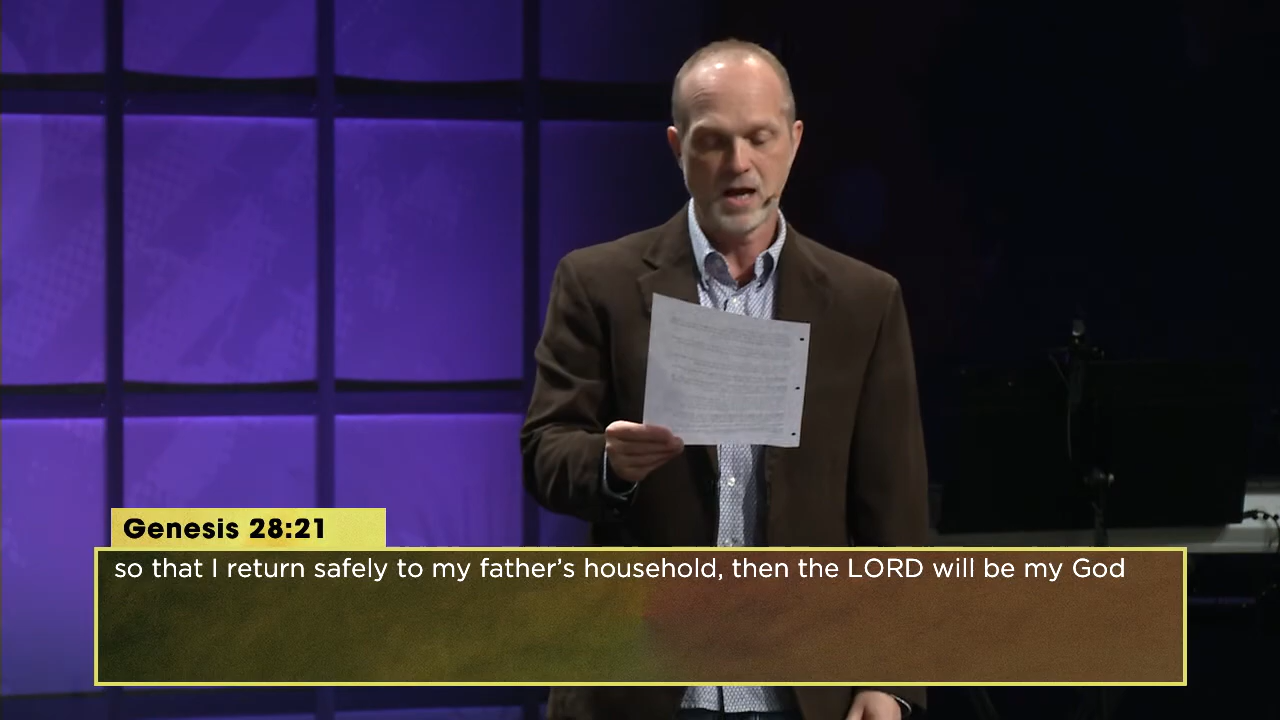 Genesis 28:21
so that I return safely to my father’s household, then the LORD will be my God